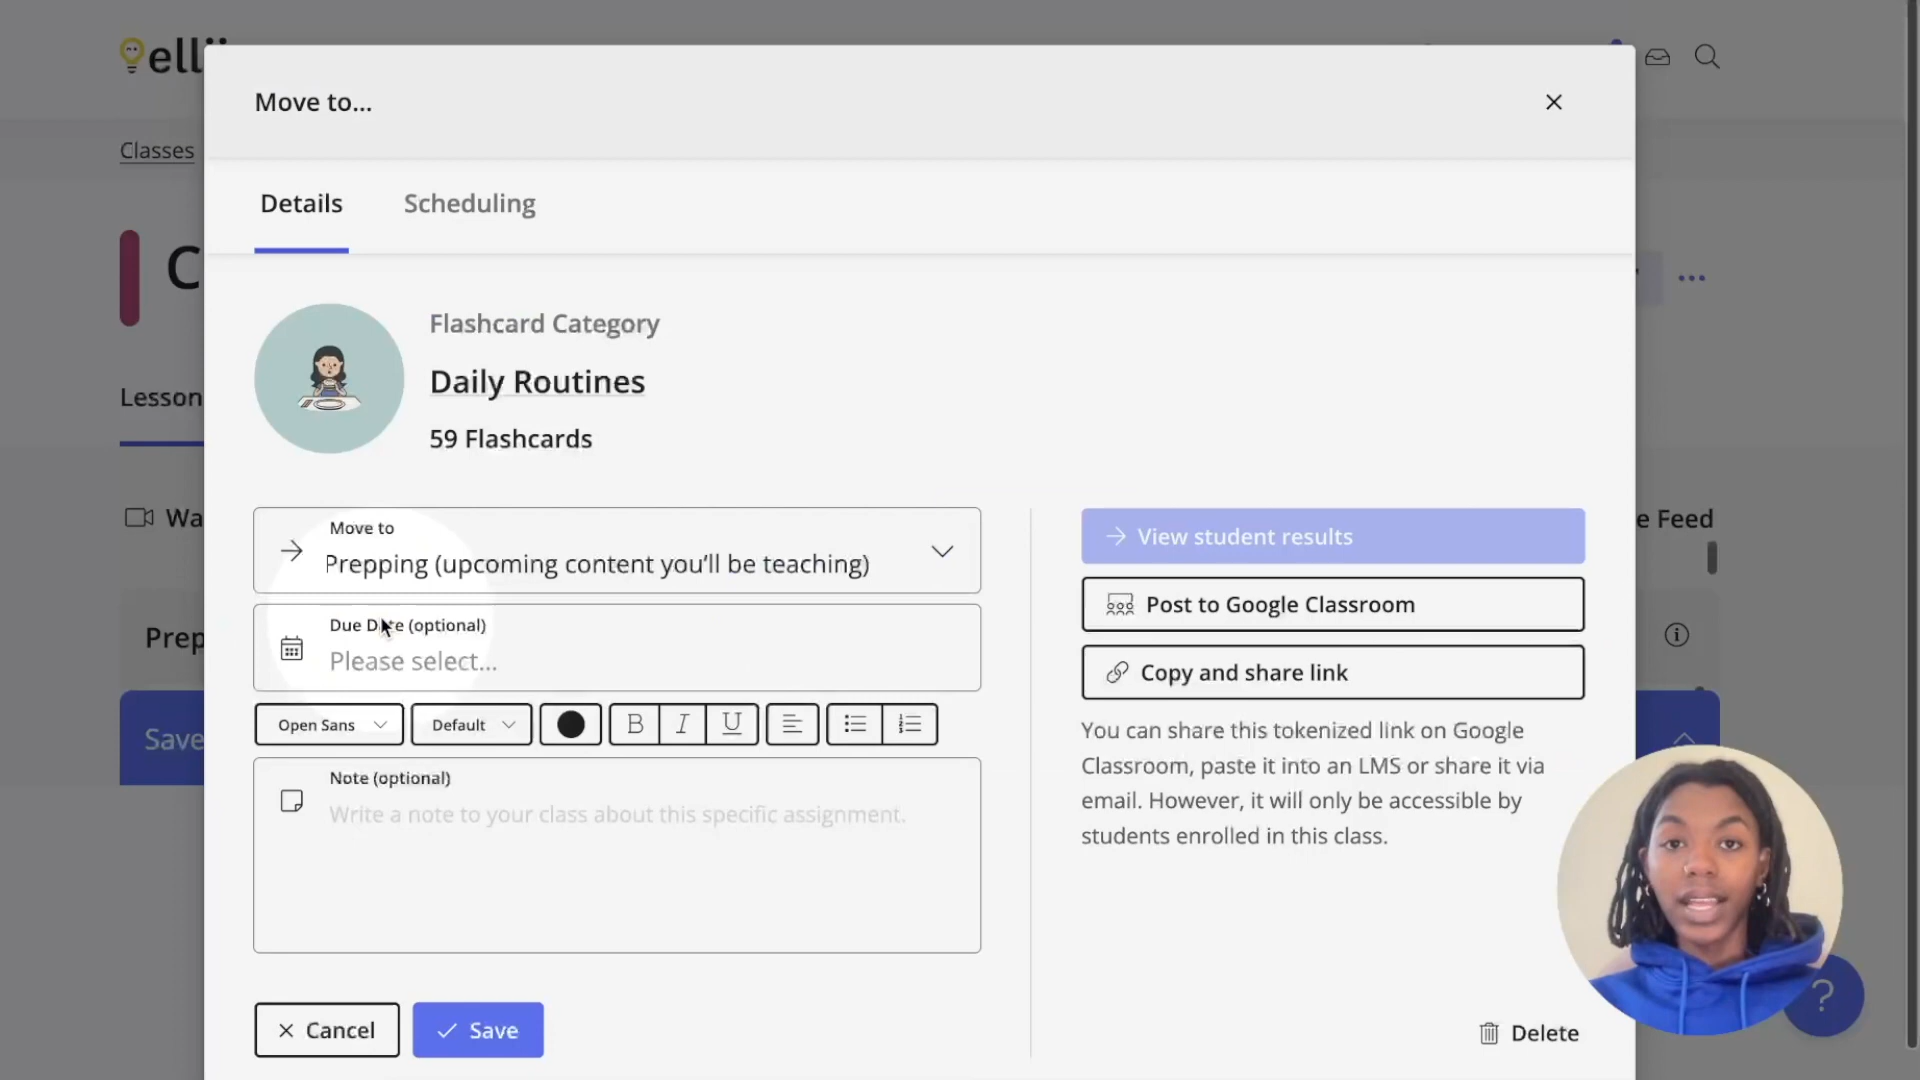 Move to...
Classes
Details
Scheduling
Flashcard Category
Daily Routines
59 Flashcards
Lesson
Move to
Prepping (upcoming content you'll be teaching)
Due Date (optional)
Please select...
Open Sans
Default
B I U
Note (optional)
Write a note to your class about this specific assignment.
Cancel
Save
View student results
Post to Google Classroom
Copy and share link
You can share this tokenized link on Google
Classroom, paste it into an LMS or share it via
email. However, it will only be accessible by
students enrolled in this class.
Delete
e Feed
Prep
Save
Wa
C
?